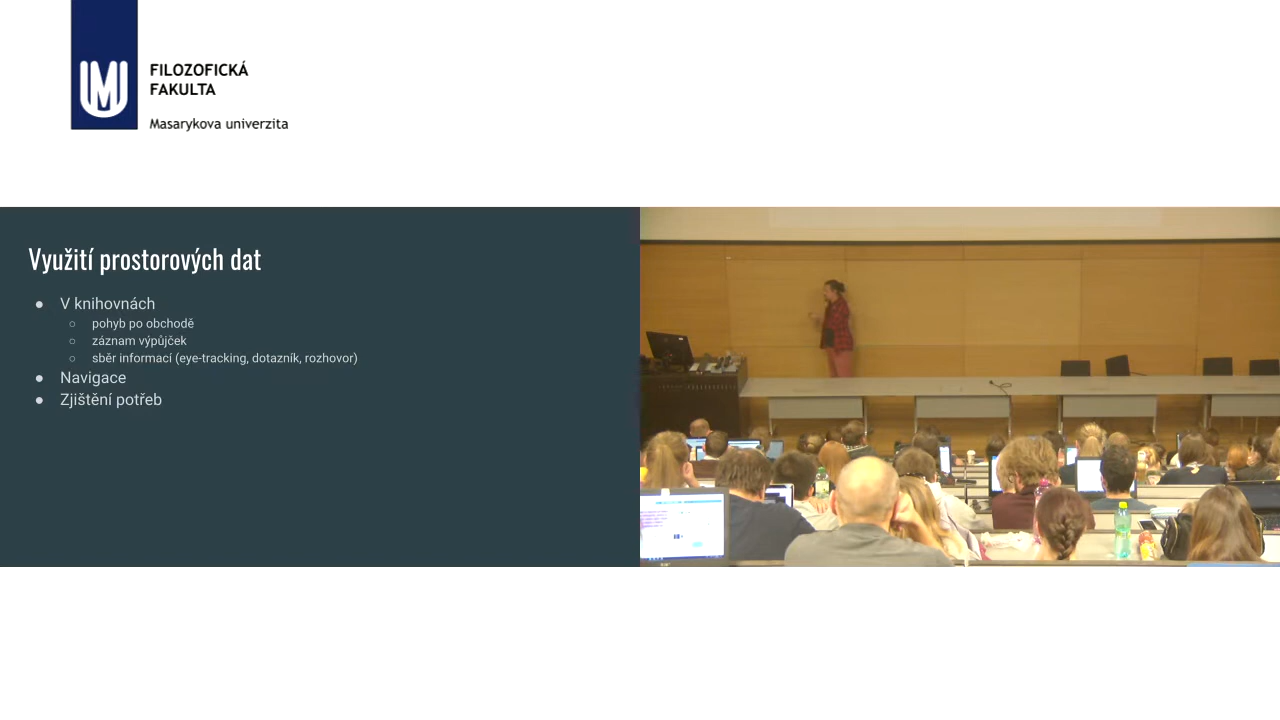 FILOZOFICKÁ
FAKULTA
Masarykova univerzita
Využití prostorových dat
● V knihovnách
○ pohyb po obchodě
○ záznam výpůjček
○ sběr informací (eye-tracking, dotazník, rozhovor)
● Navigace
● Zjištění potřeb